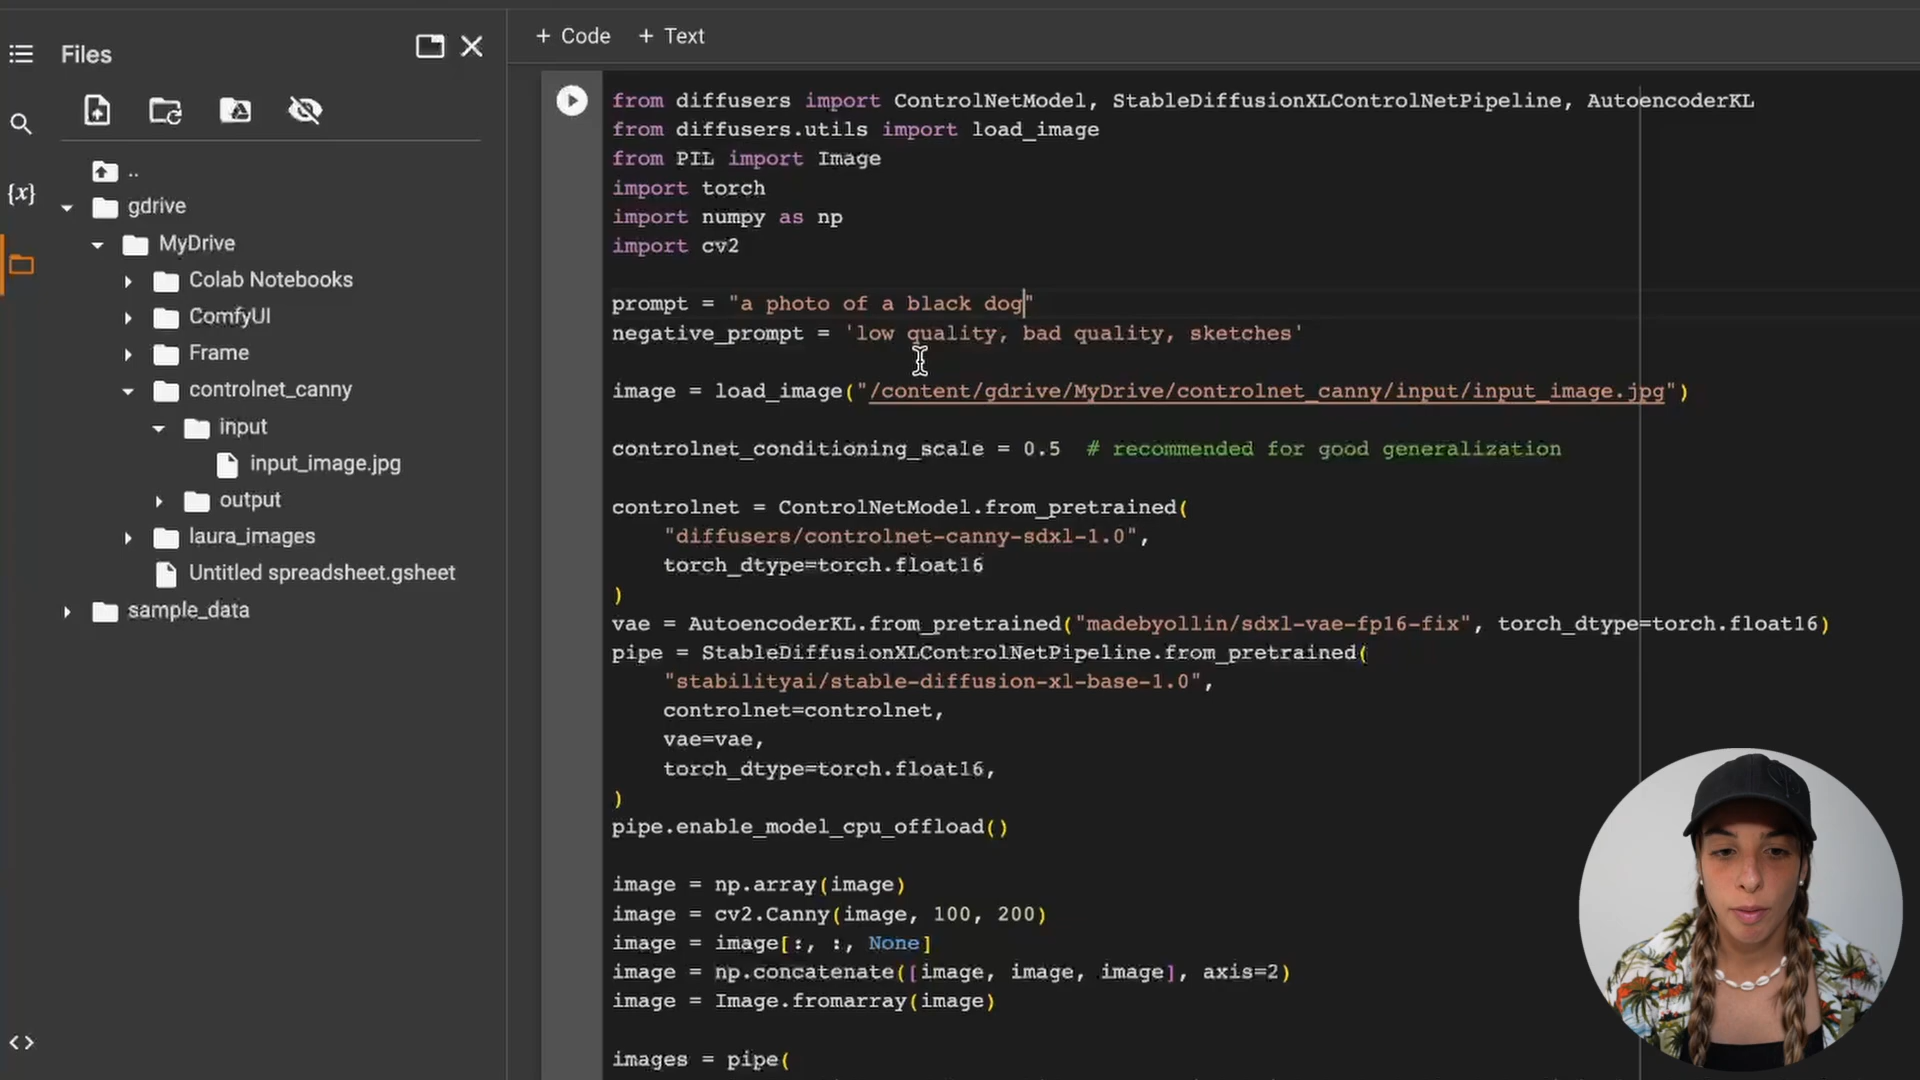 Files
{x}
..
gdrive
MyDrive
Colab Notebooks
ComfyUI
Frame
controlnet_canny
input
input_image.jpg
output
laura_images
Untitled spreadsheet.gsheet
sample_data
<>
+ Code + Text
from diffusers import ControlNetModel, StableDiffusionXLControlNetPipeline, AutoencoderKL
from diffusers.utils import load_image
from PIL import Image
import torch
import numpy as np
import cv2
prompt = "a photo of a black dog"
negative_prompt = 'low quality, bad quality, sketches'
image = load_image("/content/gdrive/MyDrive/controlnet_canny/input/input_image.jpg")
controlnet_conditioning_scale = 0.5  # recommended for good generalization
controlnet = ControlNetModel.from_pretrained(
    "diffusers/controlnet-canny-sdxl-1.0",
    torch_dtype=torch.float16
)
vae = AutoencoderKL.from_pretrained("madebyollin/sdxl-vae-fp16-fix", torch_dtype=torch.float16)
pipe = StableDiffusionXLControlNetPipeline.from_pretrained(
    "stabilityai/stable-diffusion-xl-base-1.0",
    controlnet=controlnet,
    vae=vae,
    torch_dtype=torch.float16,
)
pipe.enable_model_cpu_offload()
image = np.array(image)
image = cv2.Canny(image, 100, 200)
image = image[:, :, None]
image = np.concatenate([image, image, image], axis=2)
image = Image.fromarray(image)
images = pipe(